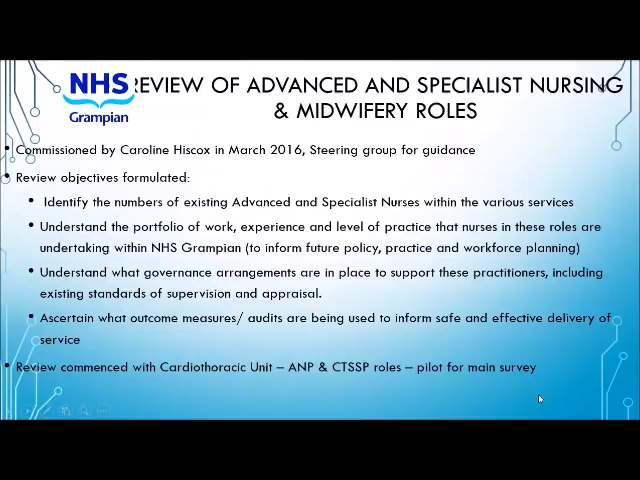 NHS
Grampian
REVIEW OF ADVANCED AND SPECIALIST NURSING
& MIDWIFERY ROLES
• Commissioned by Caroline Hiscox in March 2016, Steering group for guidance
• Review objectives formulated:
• Identify the numbers of existing Advanced and Specialist Nurses within the various services
• Understand the portfolio of work, experience and level of practice that nurses in these roles are
undertaking within NHS Grampian (to inform future policy, practice and workforce planning)
• Understand what governance arrangements are in place to support these practitioners, including
existing standards of supervision and appraisal.
• Ascertain what outcome measures/ audits are being used to inform safe and effective delivery of
service
• Review commenced with Cardiothoracic Unit – ANP & CTSSP roles – pilot for main survey